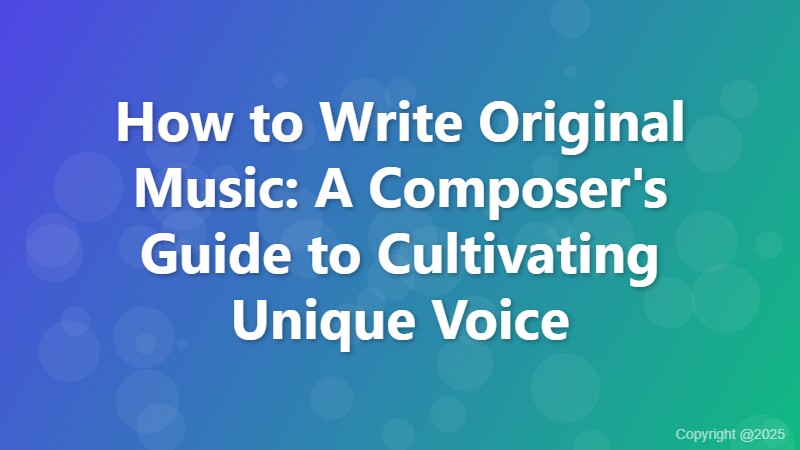 How to Write Original
Music: A Composer's
Guide to Cultivating
Unique Voice
Copyright @2025